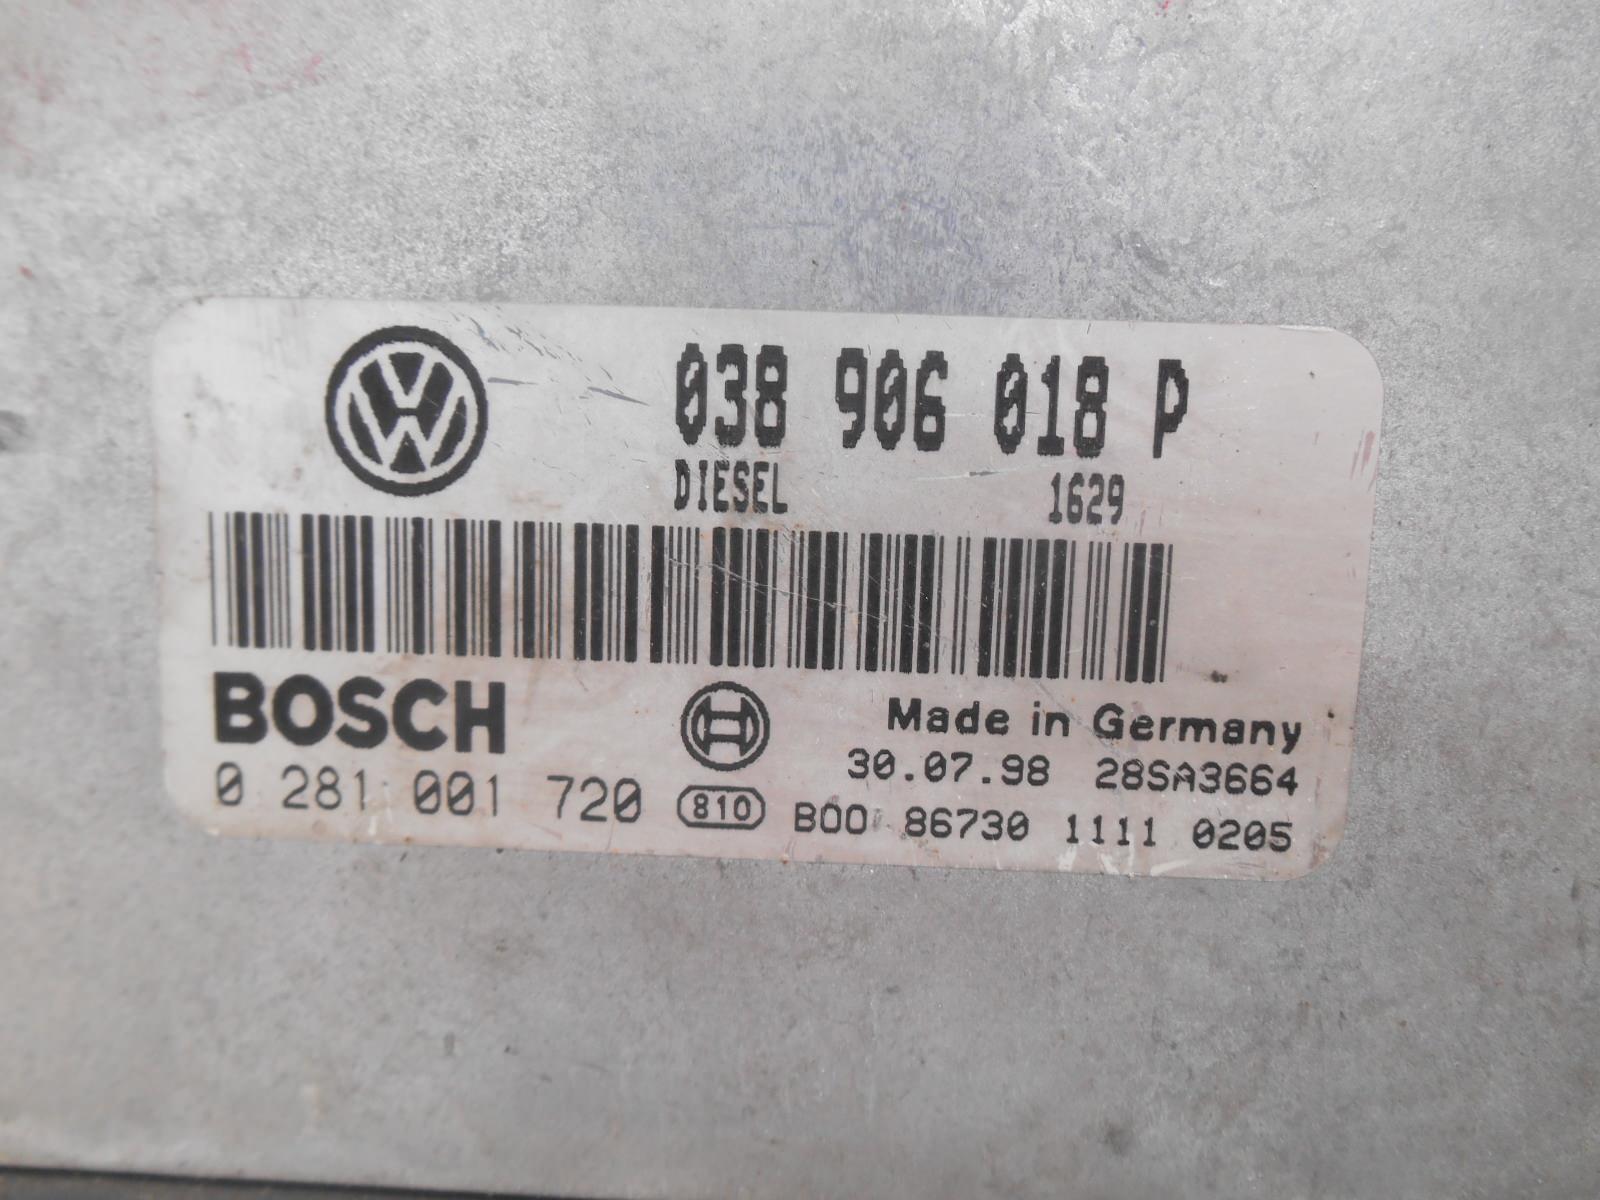 038 906 018 P
DIESEL 1629
BOSCH
Made in Germany
30.07.98 28SA3664
0 281 001 720 810 B00 86730 1111 0205